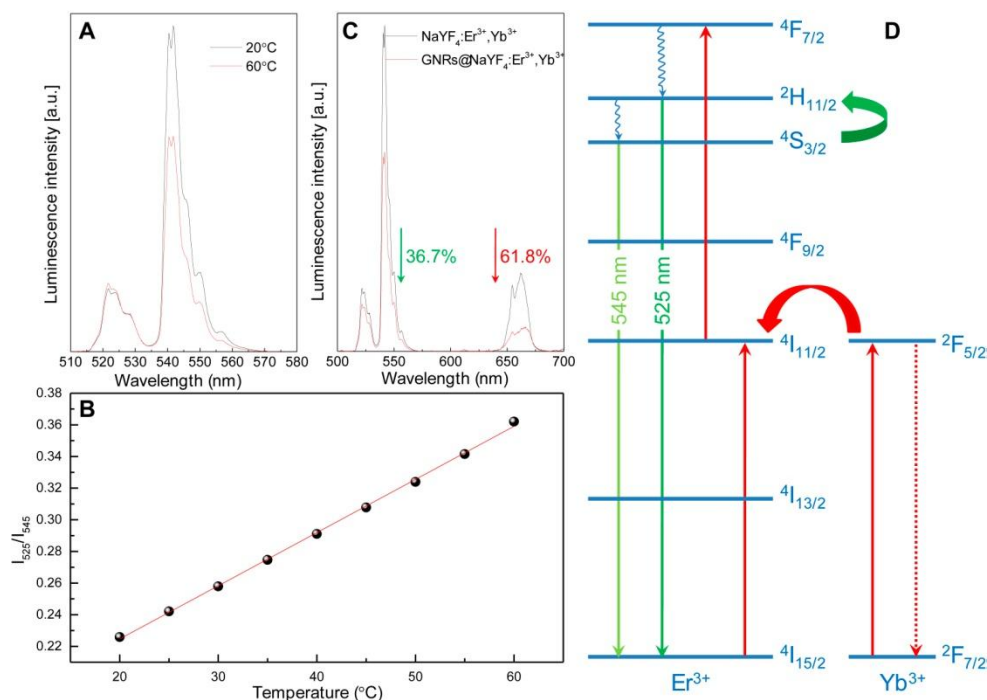 A
20°C
60°C
Luminescence intensity [a.u.]
510 520 530 540 550 560 570 580
Wavelength (nm)
C
NaYF₄:Er³⁺,Yb³⁺
GNRs@NaYF₄:Er³⁺,Yb³⁺
Luminescence intensity [a.u.]
36.7%
61.8%
500 550 600 650 700
Wavelength (nm)
B
I₅₂₅/I₅₄₅
0.38
0.36
0.34
0.32
0.30
0.28
0.26
0.24
0.22
20 25 30 35 40 45 50 55 60
Temperature (°C)
D
⁴F₇/₂
²H₁₁/₂
⁴S₃/₂
⁴F₉/₂
545 nm
525 nm
⁴I₁₁/₂
²F₅/₂
⁴I₁₃/₂
⁴I₁₅/₂
²F₇/₂
Er³⁺
Yb³⁺